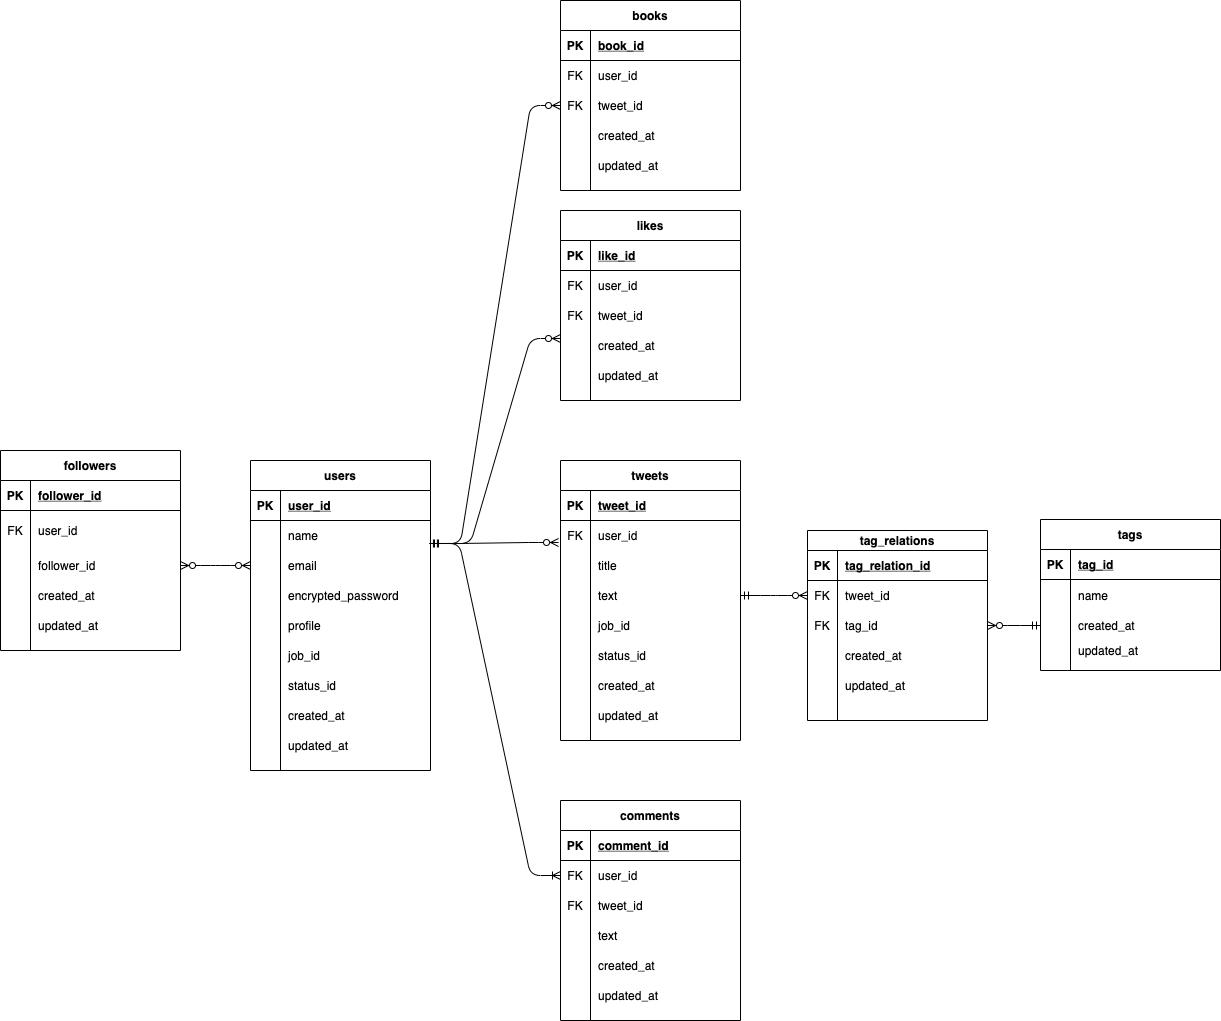 books
PK book_id
FK user_id
FK tweet_id
created_at
updated_at
likes
PK like_id
FK user_id
FK tweet_id
created_at
updated_at
followers
PK follower_id
FK user_id
follower_id
created_at
updated_at
users
PK user_id
name
email
encrypted_password
profile
job_id
status_id
created_at
updated_at
tweets
PK tweet_id
FK user_id
title
text
job_id
status_id
created_at
updated_at
tag_relations
PK tag_relation_id
FK tweet_id
FK tag_id
created_at
updated_at
tags
PK tag_id
name
created_at
updated_at
comments
PK comment_id
FK user_id
FK tweet_id
text
created_at
updated_at